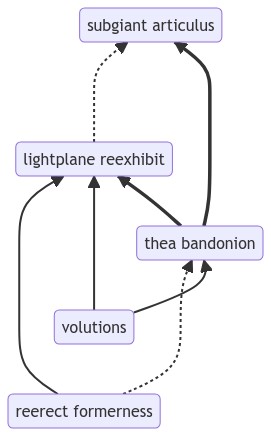 subgiant articulus
lightplane reexhibit
thea bandonion
volutions
reerect formerness